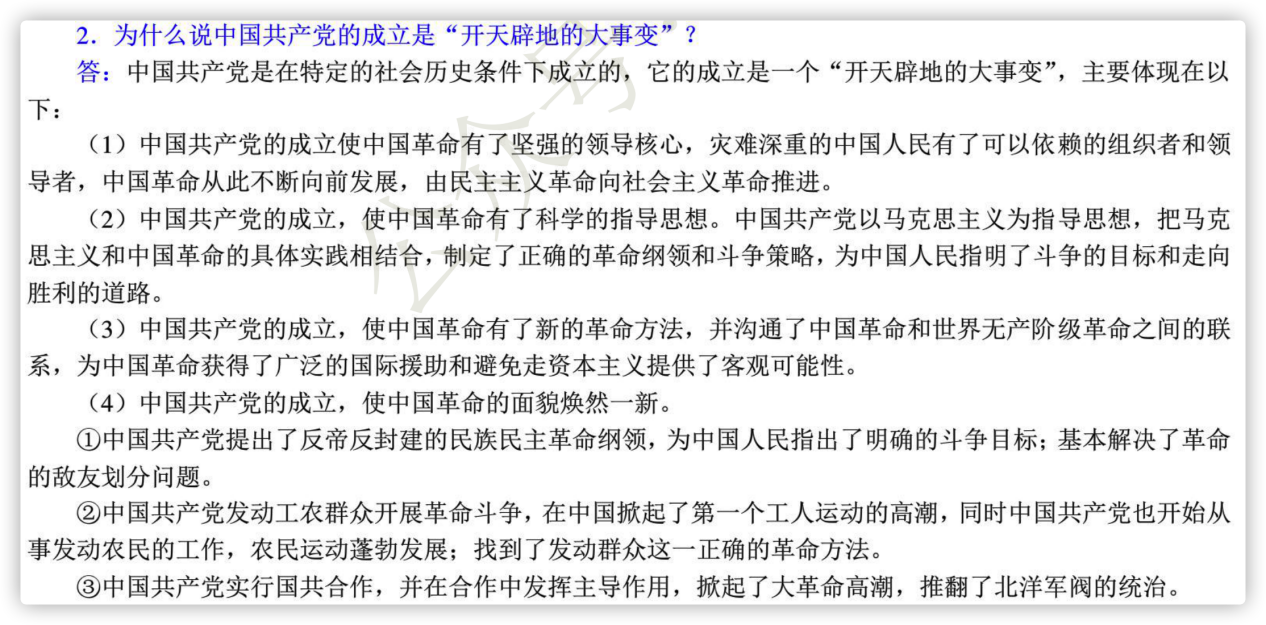 2．为什么说中国共产党的成立是“开天辟地的大事变”？
答：中国共产党是在特定的社会历史条件下成立的，它的成立是一个“开天辟地的大事变”，主要体现在以
下：
（1）中国共产党的成立使中国革命有了坚强的领导核心，灾难深重的中国人民有了可以依赖的组织者和领
导者，中国革命从此不断向前发展，由民主主义革命向社会主义革命推进。
（2）中国共产党的成立，使中国革命有了科学的指导思想。中国共产党以马克思主义为指导思想，把马克
思主义和中国革命的具体实践相结合，制定了正确的革命纲领和斗争策略，为中国人民指明了斗争的目标和走向
胜利的道路。
（3）中国共产党的成立，使中国革命有了新的革命方法，并沟通了中国革命和世界无产阶级革命之间的联
系，为中国革命获得了广泛的国际援助和避免走资本主义提供了客观可能性。
（4）中国共产党的成立，使中国革命的面貌焕然一新。
①中国共产党提出了反帝反封建的民族民主革命纲领，为中国人民指出了明确的斗争目标；基本解决了革命
的敌友划分问题。
②中国共产党发动工农群众开展革命斗争，在中国掀起了第一个工人运动的高潮，同时中国共产党也开始从
事发动农民的工作，农民运动蓬勃发展；找到了发动群众这一正确的革命方法。
③中国共产党实行国共合作，并在合作中发挥主导作用，掀起了大革命高潮，推翻了北洋军阀的统治。
公众号